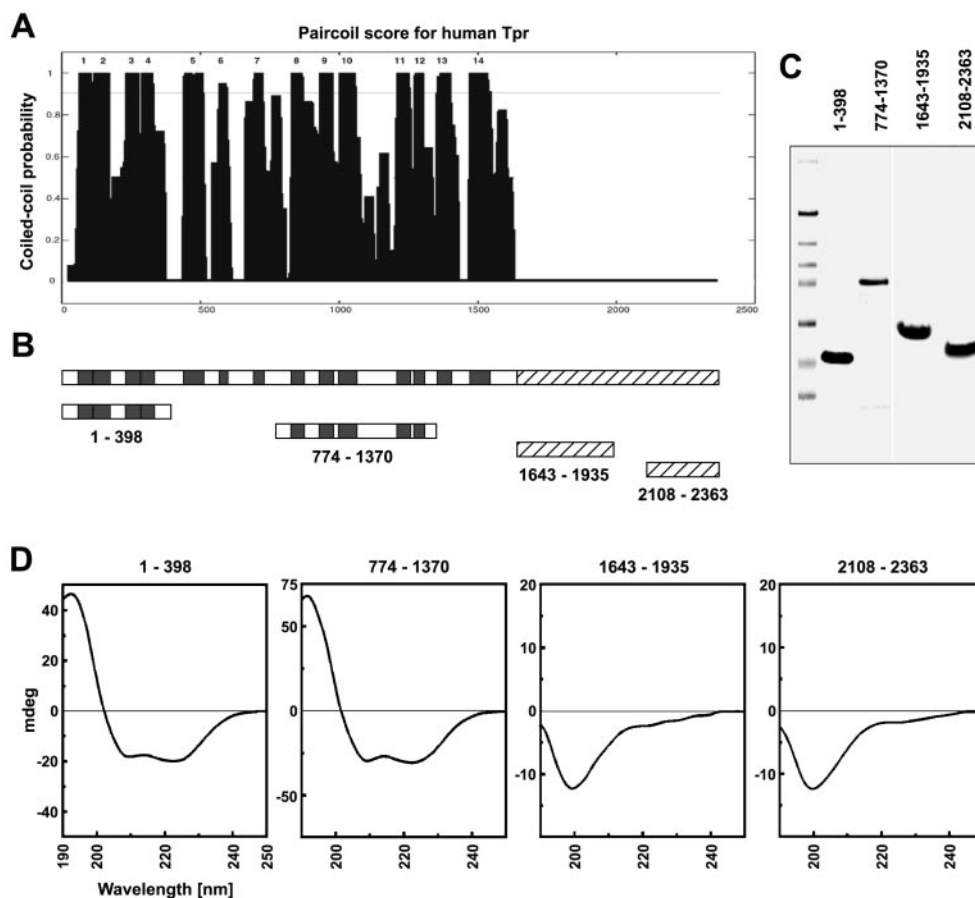 A
Paircoil score for human Tpr
1 2 3 4 5 6 7 8 9 10 11 12 13 14
Coiled-coil probability
1
0.8
0.6
0.4
0.2
0
0 500 1000 1500 2000 2500
B
1 - 398
774 - 1370
1643 - 1935
2108 - 2363
C
1-398
774-1370
1643-1935
2108-2363
D
1 - 398
774 - 1370
1643 - 1935
2108 - 2363
mdeg
40
20
0
-20
-40
190 200 210 220 230 240 250
Wavelength [nm]
75
50
0
-50
200 220 240
20
10
0
-10
200 220 240
20
10
0
-10
200 220 240